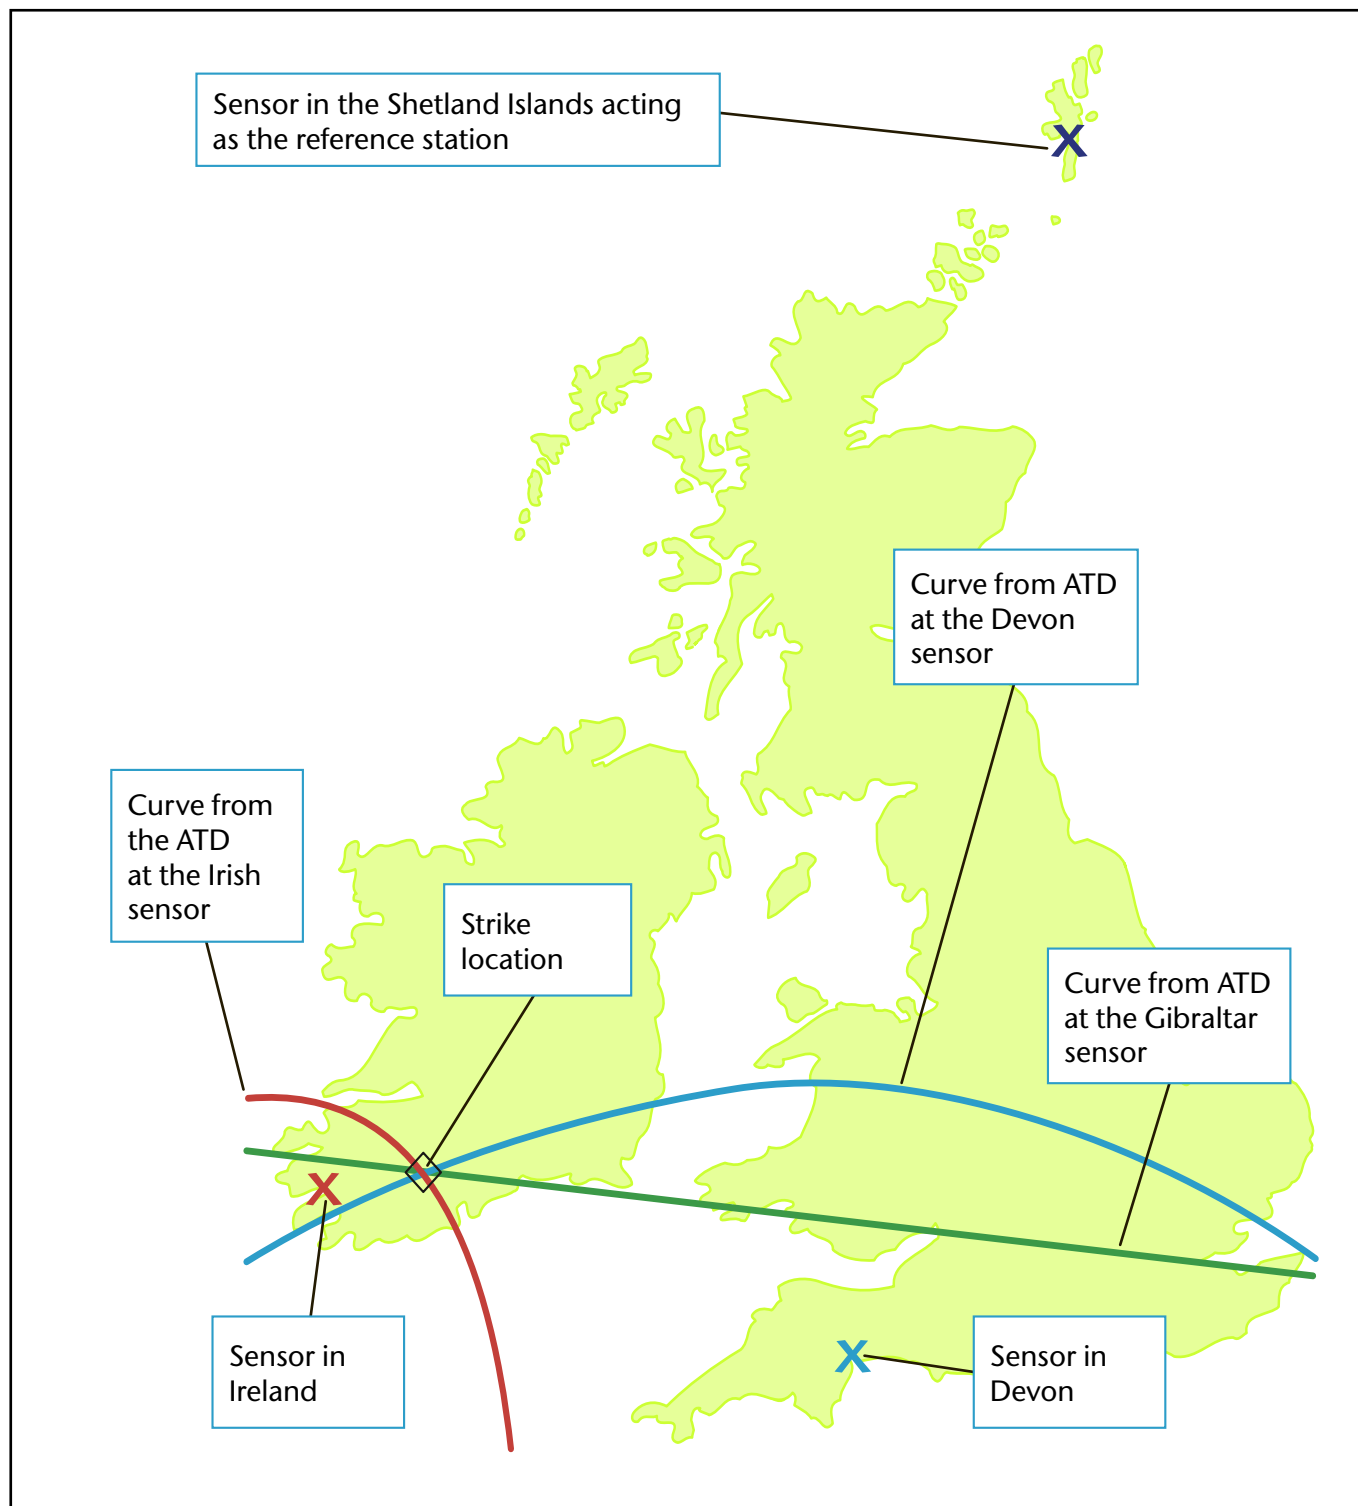 Sensor in the Shetland Islands acting
as the reference station
X
Curve from ATD
at the Devon
sensor
Curve from
the ATD
at the Irish
sensor
Strike
location
Curve from ATD
at the Gibraltar
sensor
X
X
Sensor in
Ireland
Sensor in
Devon